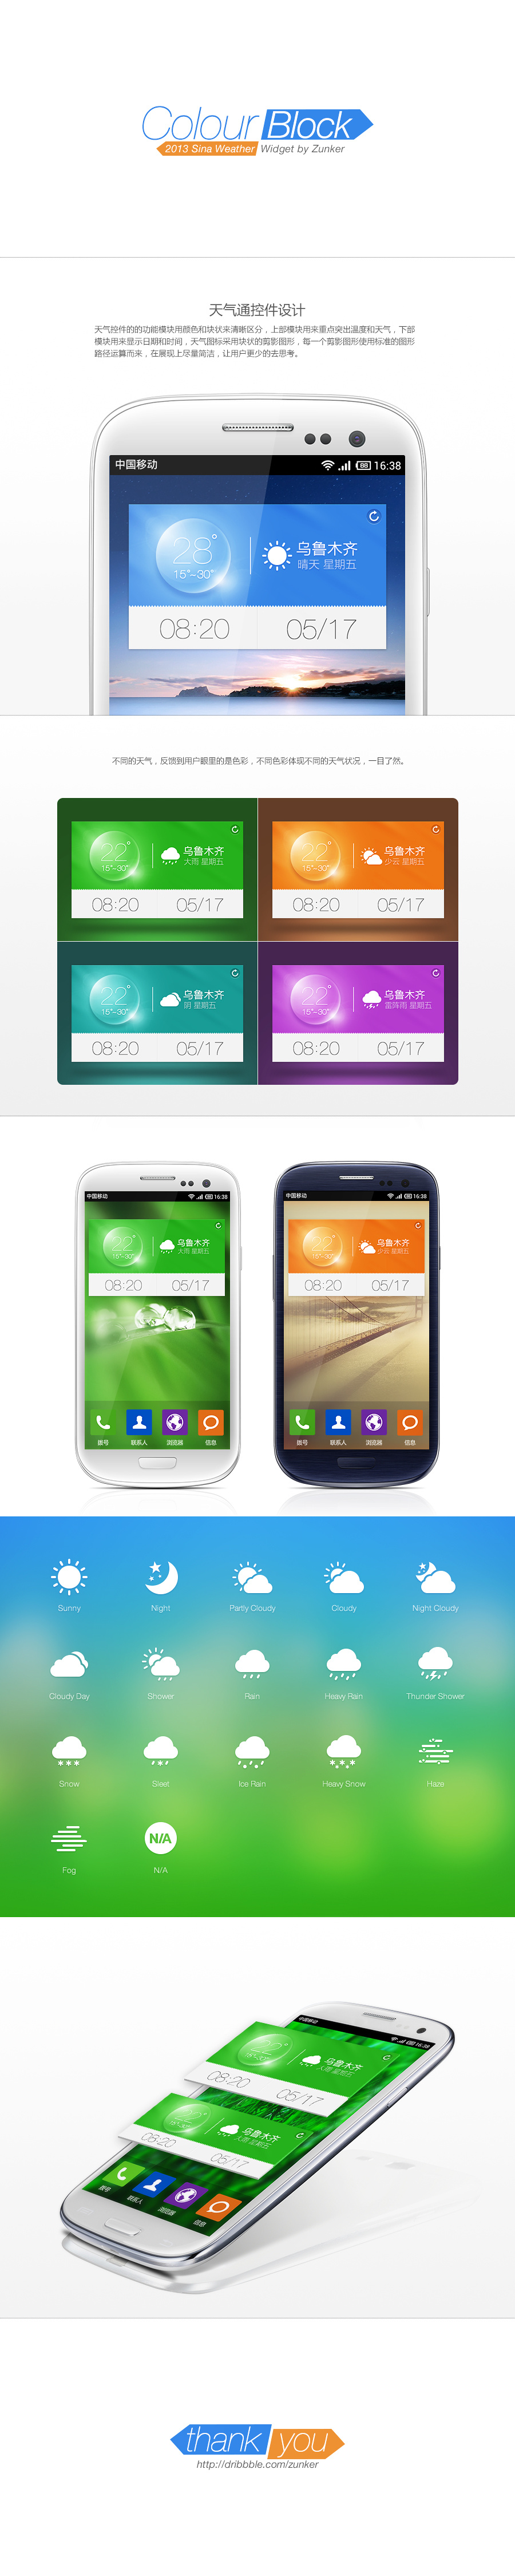 Colour Block
2013 Sina Weather Widget by Zunker
天气通控件设计
天气控件的的功能模块用颜色和块状来清晰区分，上部模块用来重点突出温度和天气，下部
模块用来显示日期和时间，天气图标采用块状的剪影图形，每一个剪影图形使用标准的图形
路径运算而来，在展现上尽量简洁，让用户更少的去思考。
中国移动 16:38
28°
15°~30°
乌鲁木齐
晴天 星期五
08:20 05/17
不同的天气，反馈到用户眼里的是色彩，不同色彩体现不同的天气状况，一目了然。
22°
15°~30°
乌鲁木齐
大雨 星期五
08:20 05/17
22°
15°~30°
乌鲁木齐
少云 星期五
08:20 05/17
22°
15°~30°
乌鲁木齐
阴 星期五
08:20 05/17
22°
15°~30°
乌鲁木齐
雷阵雨 星期五
08:20 05/17
中国移动 16:38
22°
15°~30°
乌鲁木齐
大雨 星期五
08:20 05/17
拨号 联系人 浏览器 信息
中国移动 16:38
22°
15°~30°
乌鲁木齐
少云 星期五
08:20 05/17
拨号 联系人 浏览器 信息
Sunny Night Partly Cloudy Cloudy Night Cloudy
Cloudy Day Shower Rain Heavy Rain Thunder Shower
Snow Sleet Ice Rain Heavy Snow Haze
N/A
Fog N/A
中国移动 16:38
22°
15°~30°
乌鲁木齐
大雨 星期五
08:20 05/17
22°
15°~30°
乌鲁木齐
大雨 星期五
08:20 05/17
拨号 联系人 浏览器 信息
thank you
http://dribbble.com/zunker